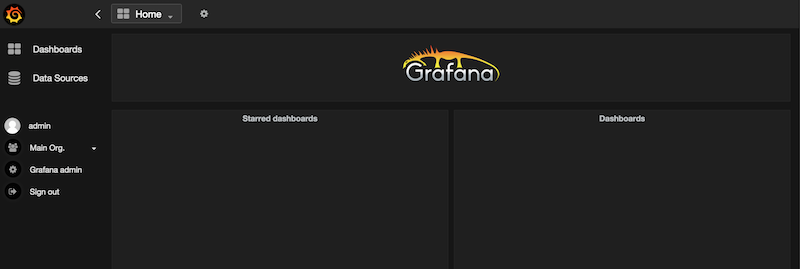 Home
Dashboards
Data Sources
admin
Main Org.
Grafana admin
Sign out
Grafana
Starred dashboards
Dashboards